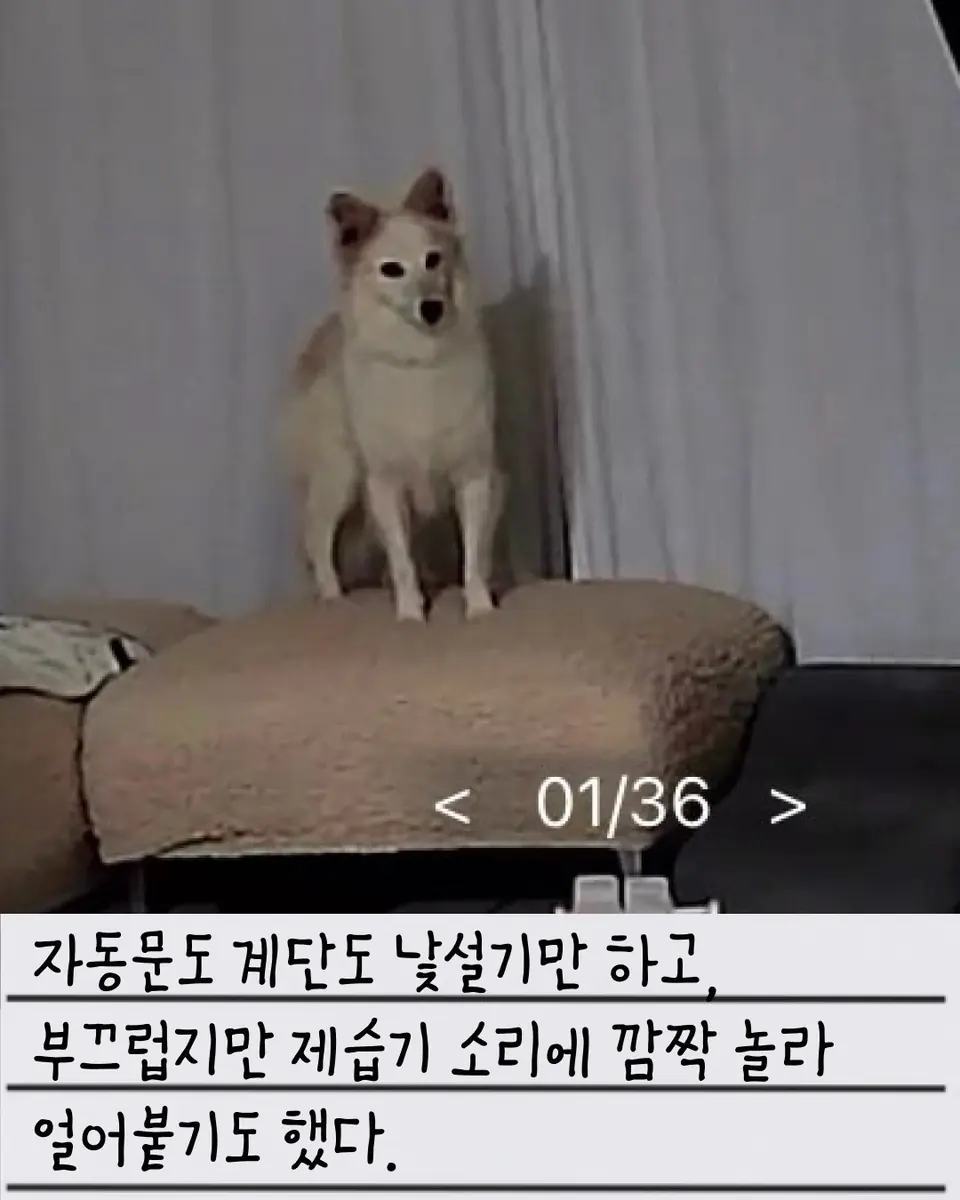 < 01/36 >
자동문도 계단도 낯설기만 하고,
부끄럽지만 제습기 소리에 깜짝 놀라
얼어붙기도 했다.